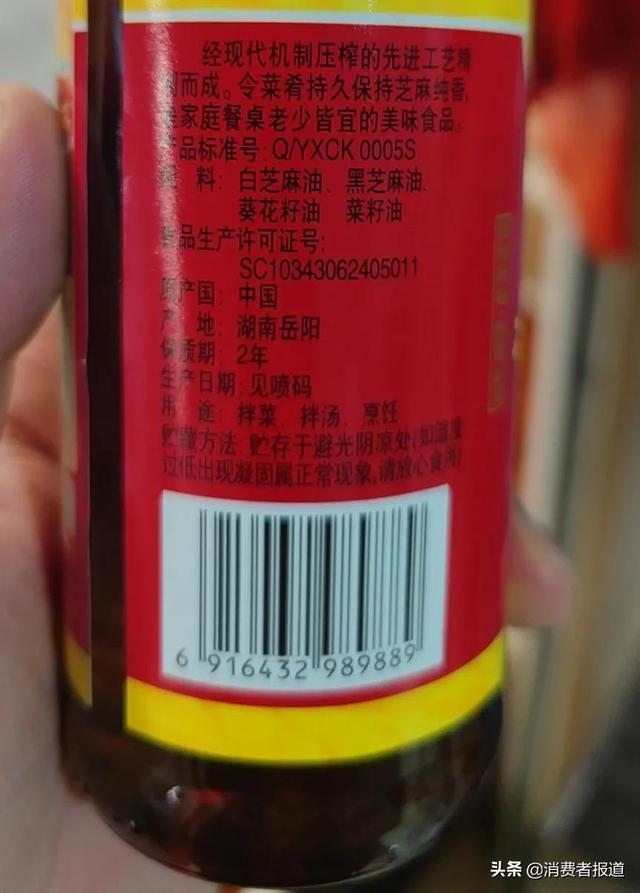 经现代机制压榨的先进工艺精
制而成。令菜肴持久保持芝麻纯香,
是家庭餐桌老少皆宜的美味食品。
产品标准号: Q/YXCK 0005S
配 料: 白芝麻油、黑芝麻油、
葵花籽油 菜籽油
食品生产许可证号:
SC10343062405011
原产国: 中国
产 地: 湖南岳阳
保质期: 2年
生产日期: 见喷码
用 途: 拌菜、拌汤、烹饪
贮藏方法: 贮存于避光阴凉处(如温度
过低出现凝固属正常现象,请放心食用)
6 916432 989889
头条 @消费者报道